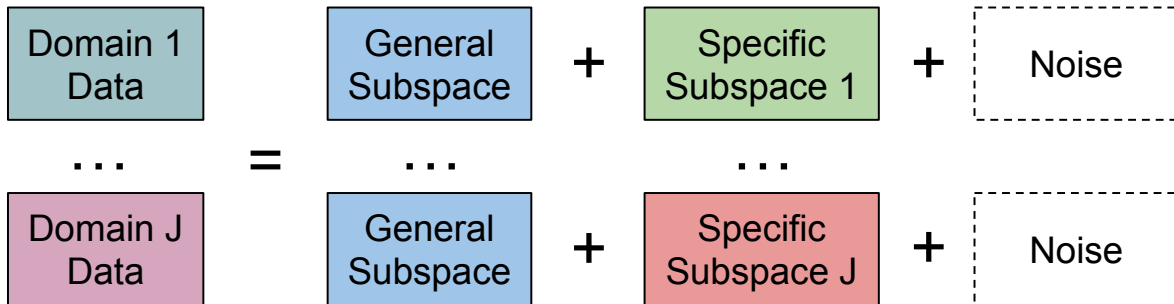 Domain 1
Data
General
Subspace
+
Specific
Subspace 1
+
Noise
...
=
...
...
Domain J
Data
General
Subspace
+
Specific
Subspace J
+
Noise